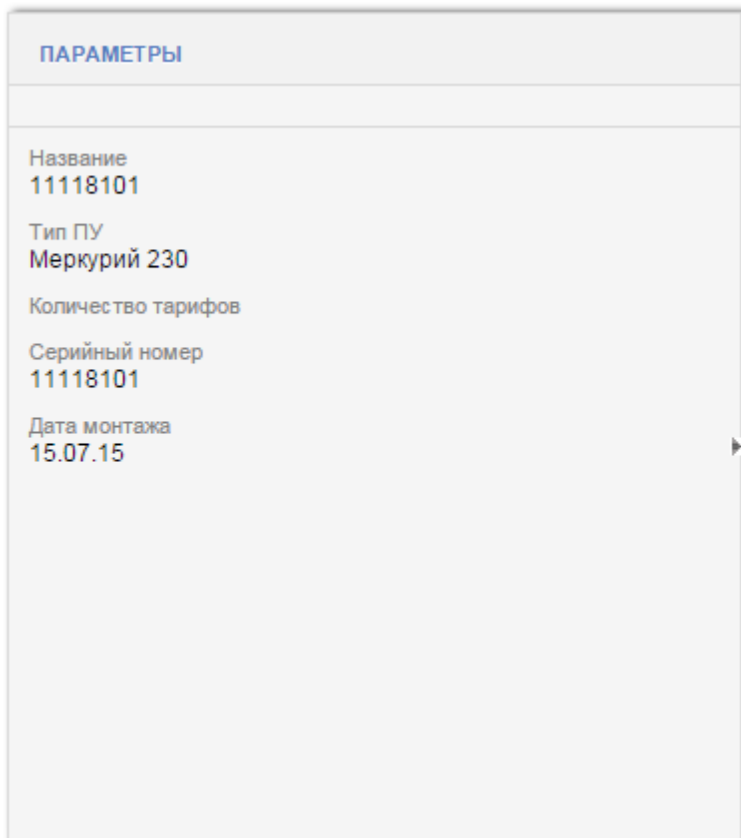 ПАРАМЕТРЫ
Название
11118101
Тип ПУ
Меркурий 230
Количество тарифов
Серийный номер
11118101
Дата монтажа
15.07.15